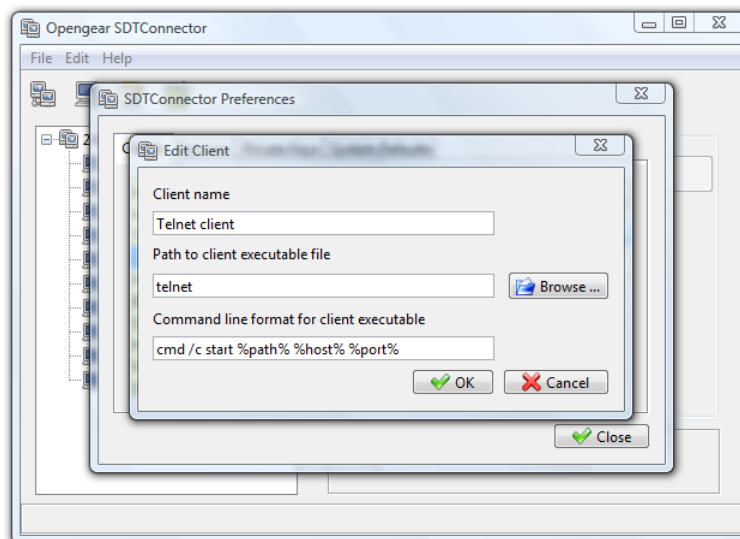 Opengear SDTConnector
File Edit Help
SDTConnector Preferences
Edit Client
Client name
Telnet client
Path to client executable file
telnet
Browse ...
Command line format for client executable
cmd /c start %path% %host% %port%
OK
Cancel
Close